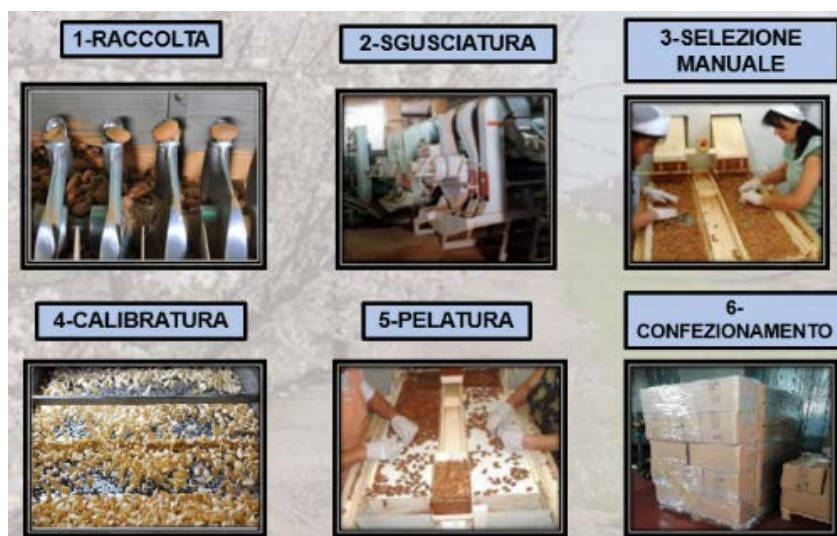 1-RACCOLTA
2-SGUSCIATURA
3-SELEZIONE
MANUALE
4-CALIBRATURA
5-PELATURA
6-
CONFEZIONAMENTO